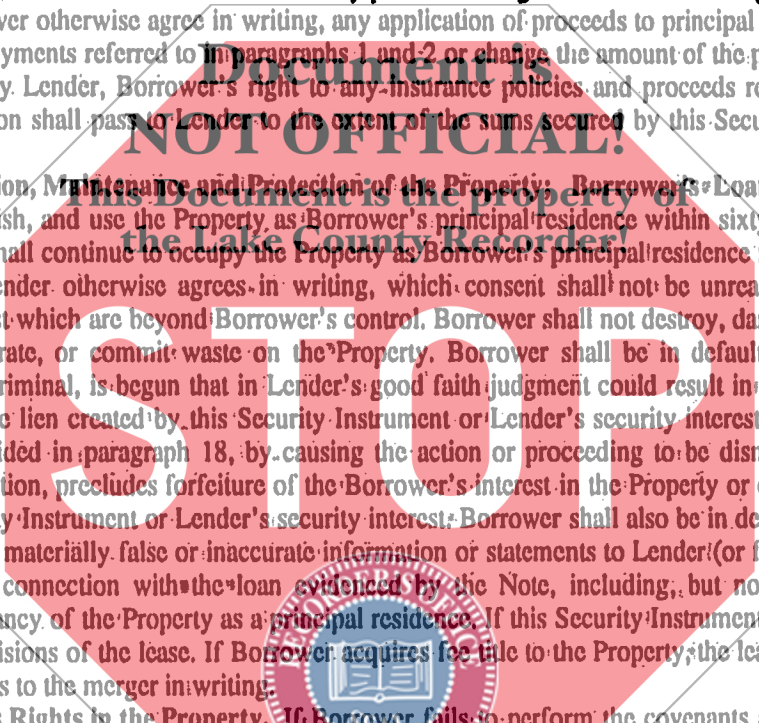 ver otherwise agree in writing, any application of proceeds to principal
yments referred to in paragraphs 1 and 2 or change the amount of the p
Document is
y Lender, Borrower's right to any insurance policies and proceeds re
on shall pass to Lender to the extent of the sums secured by this Secu
NOT OFFICIAL!
ion, Maintenance and Protection of the Property; Borrower's Loan
This Document is the property of
ish, and use the Property as Borrower's principal residence within sixty
the Lake County Recorder!
hall continue to occupy the Property as Borrower's principal residence
ender otherwise agrees in writing, which consent shall not be unrea
st which are beyond Borrower's control. Borrower shall not destroy, da
rate, or commit waste on the Property. Borrower shall be in default
riminal, is begun that in Lender's good faith judgment could result in
STOP
e lien created by this Security Instrument or Lender's security interest
ided in paragraph 18, by causing the action or proceeding to be dism
tion, precludes forfeiture of the Borrower's interest in the Property or
y Instrument or Lender's security interest. Borrower shall also be in de
materially false or inaccurate information or statements to Lender (or f
connection with the loan evidenced by the Note, including, but no
ancy of the Property as a principal residence. If this Security Instrument
RECORDER'S OFFICE
isions of the lease. If Borrower acquires fee title to the Property, the lea
s to the merger in writing.
Rights in the Property. If Borrower fails to perform the covenants